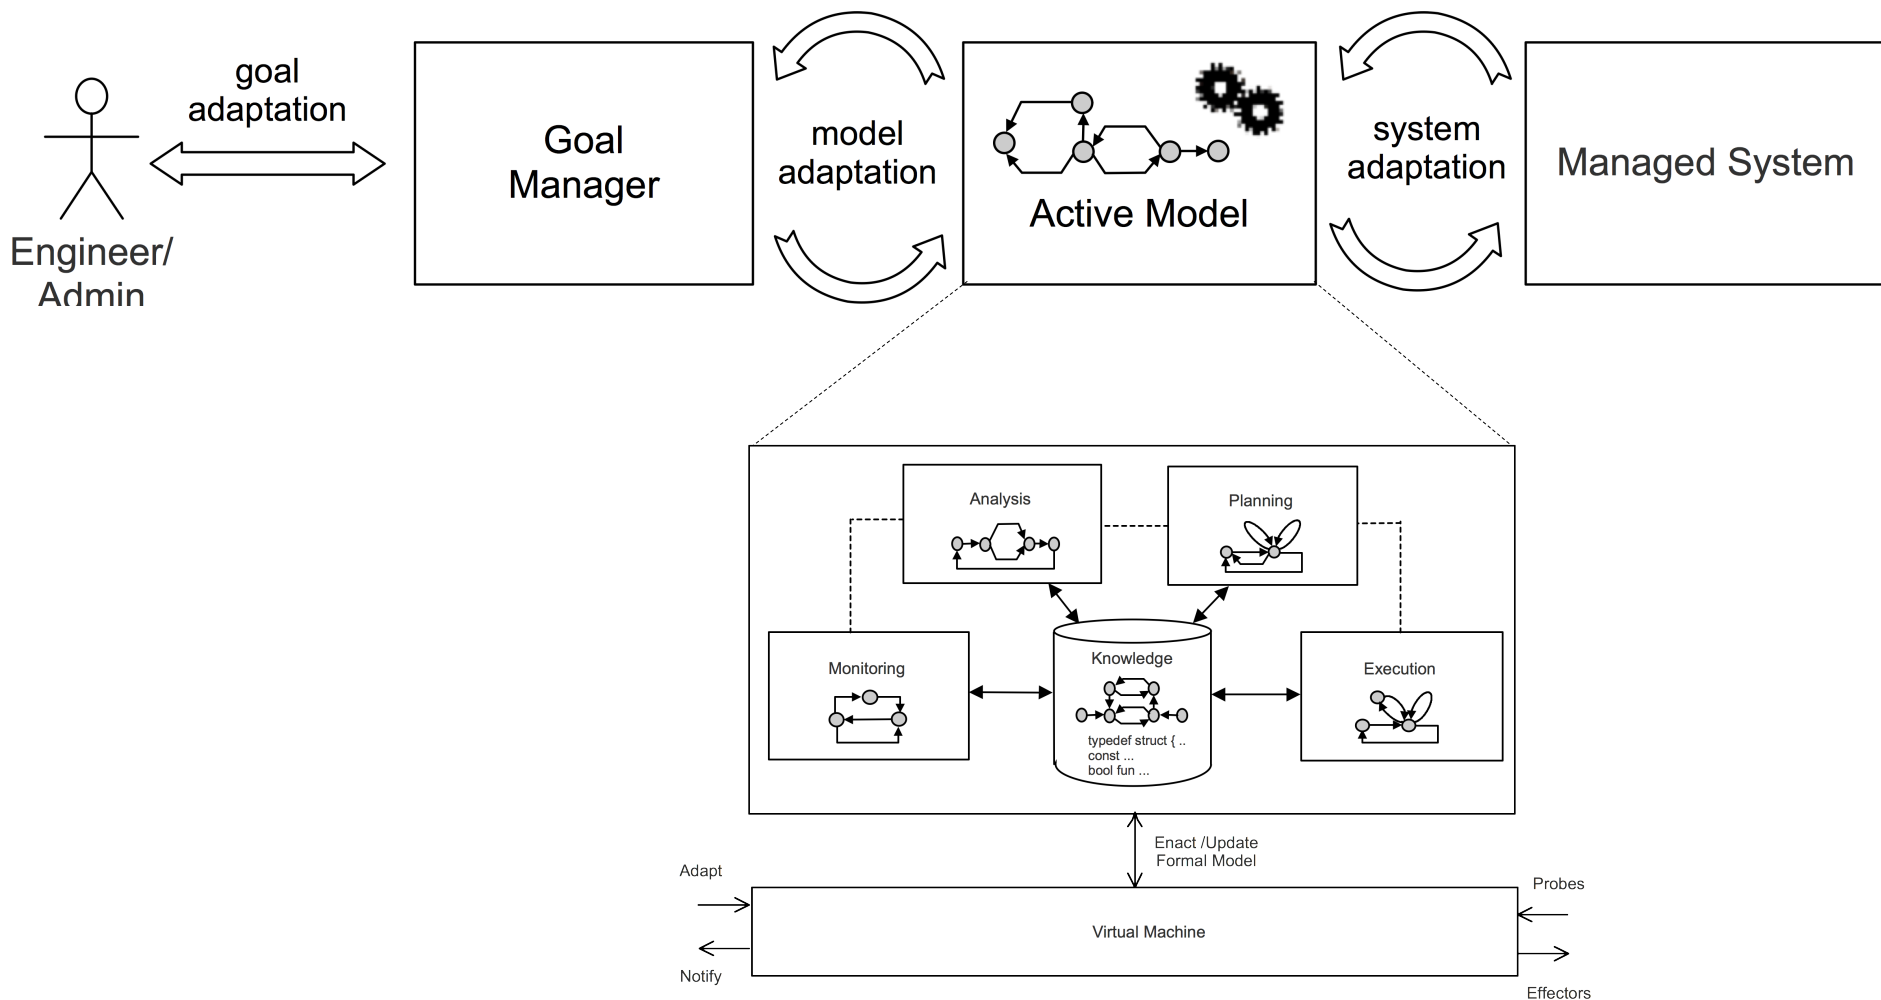 goal
adaptation
Engineer/
Admin
Goal
Manager
model
adaptation
Active Model
system
adaptation
Managed System
Analysis
Planning
Monitoring
Knowledge
typedef struct { ..
const ...
bool fun ...
Execution
Enact /Update
Formal Model
Adapt
Notify
Virtual Machine
Probes
Effectors